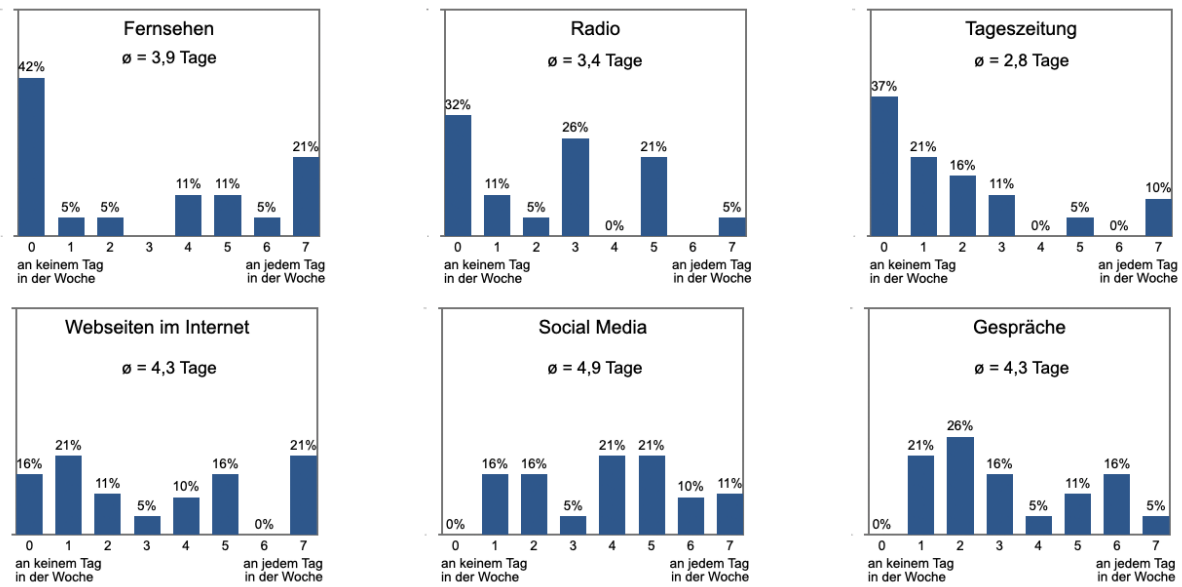 Fernsehen
ø = 3,9 Tage
42%
5%
5%
11%
11%
5%
21%
0 1 2 3 4 5 6 7
an keinem Tag
in der Woche
an jedem Tag
in der Woche
Radio
ø = 3,4 Tage
32%
11%
5%
26%
0%
21%
5%
0 1 2 3 4 5 6 7
an keinem Tag
in der Woche
an jedem Tag
in der Woche
Tageszeitung
ø = 2,8 Tage
37%
21%
16%
11%
0%
5%
0%
10%
0 1 2 3 4 5 6 7
an keinem Tag
in der Woche
an jedem Tag
in der Woche
Webseiten im Internet
ø = 4,3 Tage
16%
21%
11%
5%
10%
16%
0%
21%
0 1 2 3 4 5 6 7
an keinem Tag
in der Woche
an jedem Tag
in der Woche
Social Media
ø = 4,9 Tage
0%
16%
16%
5%
21%
21%
10%
11%
0 1 2 3 4 5 6 7
an keinem Tag
in der Woche
an jedem Tag
in der Woche
Gespräche
ø = 4,3 Tage
0%
21%
26%
16%
5%
11%
16%
5%
0 1 2 3 4 5 6 7
an keinem Tag
in der Woche
an jedem Tag
in der Woche